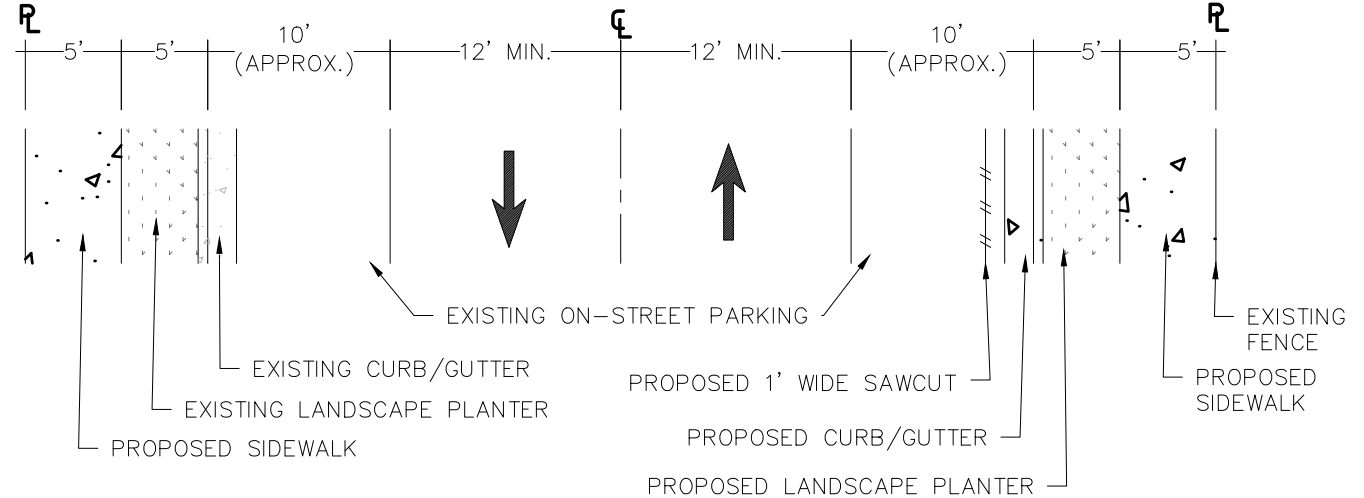 PL
CL
PL
5'
5'
10'
(APPROX.)
12' MIN.
12' MIN.
10'
(APPROX.)
5'
5'
EXISTING ON-STREET PARKING
EXISTING FENCE
EXISTING CURB/GUTTER
PROPOSED 1' WIDE SAWCUT
PROPOSED
SIDEWALK
EXISTING LANDSCAPE PLANTER
PROPOSED CURB/GUTTER
PROPOSED SIDEWALK
PROPOSED LANDSCAPE PLANTER